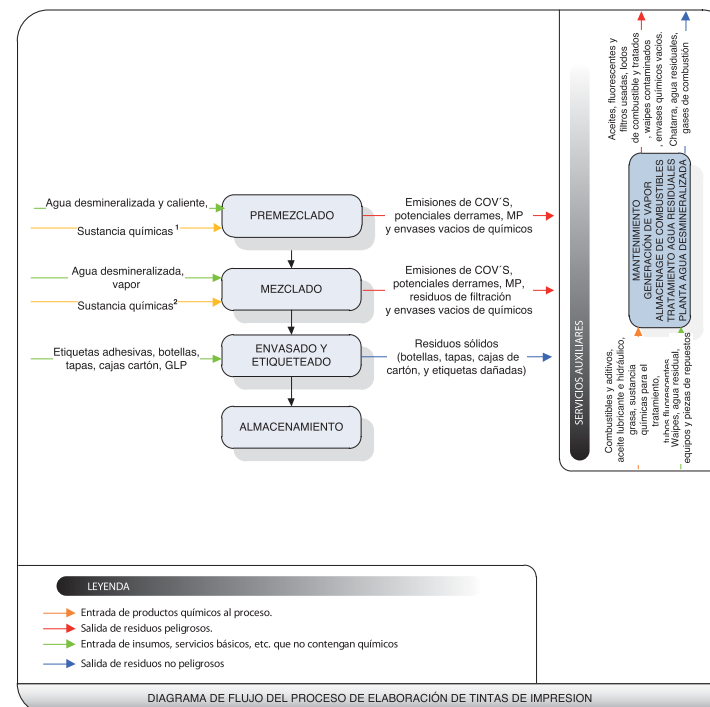 Agua desmineralizada y caliente,
Sustancia químicas 1
PREMEZCLADO
Emisiones de COV´S,
potenciales derrames, MP
y envases vacios de químicos
Agua desmineralizada,
vapor
Sustancia químicas2
MEZCLADO
Emisiones de COV´S,
potenciales derrames, MP,
residuos de filtración
y envases vacios de químicos
Etiquetas adhesivas, botellas,
tapas, cajas cartón, GLP
ENVASADO Y
ETIQUETEADO
Residuos sólidos
(botellas, tapas, cajas de
cartón, y etiquetas dañadas)
ALMACENAMIENTO
SERVICIOS AUXILIARES
Aceites, fluorescentes y
filtros usadas, lodos
de combustible y tratados
, waipes contaminados
, envases químicos vacios.
Chatarra, agua residuales,
gases de combustión
MANTENIMIENTO
GENERACIÓN DE VAPOR
ALMACENAGE DE COMBUSTIBLES
TRATAMIENTO AGUA RESIDUALES
PLANTA AGUA DESMINERALIZADA
Combustibles y aditivos,
aceite lubricante e hidráulico,
grasa, sustancia
químicas para el
tratamiento,
tubos fluorescentes
Waipes, agua residual,
equipos y piezas de repuestos
LEYENDA
Entrada de productos químicos al proceso.
Salida de residuos peligrosos.
Entrada de insumos, servicios básicos, etc. que no contengan químicos
Salida de residuos no peligrosos
DIAGRAMA DE FLUJO DEL PROCESO DE ELABORACIÓN DE TINTAS DE IMPRESION